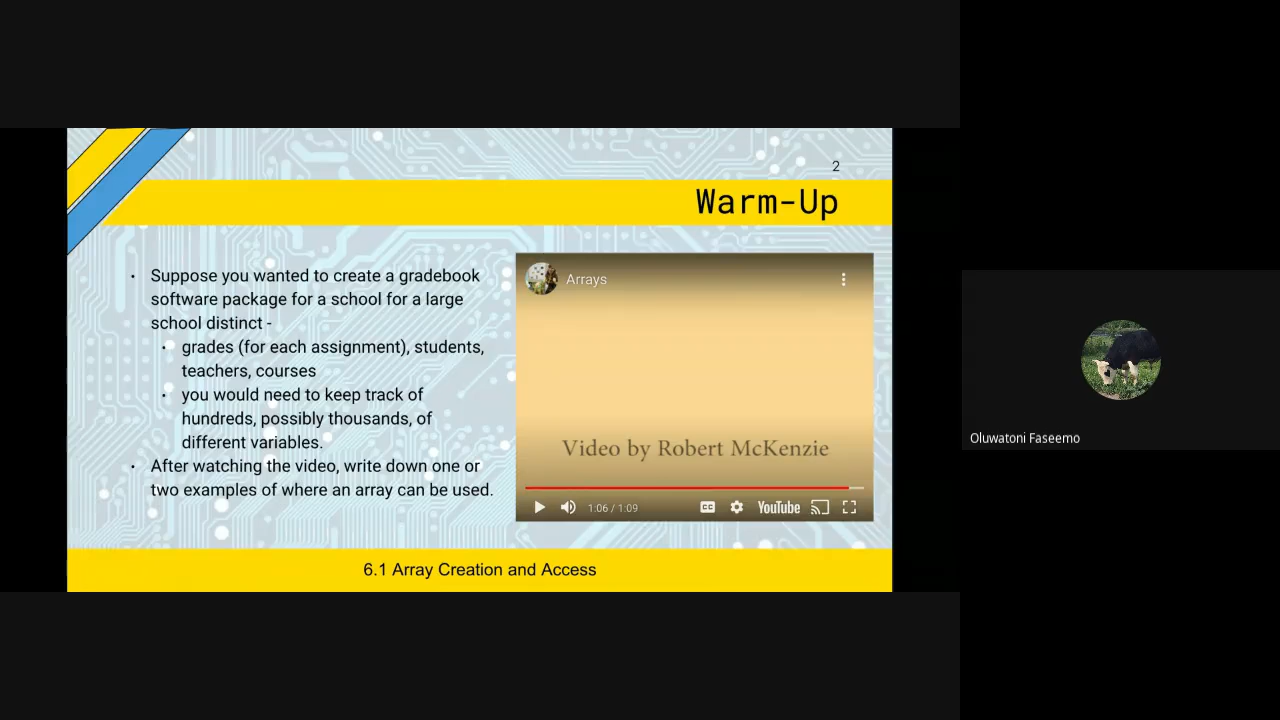 2
Warm-Up
• Suppose you wanted to create a gradebook
software package for a school for a large
school distinct -
• grades (for each assignment), students,
teachers, courses
• you would need to keep track of
hundreds, possibly thousands, of
different variables.
• After watching the video, write down one or
two examples of where an array can be used.
Arrays
Video by Robert McKenzie
1:06 / 1:09
CC
YouTube
6.1 Array Creation and Access
Oluwatoni Faseemo